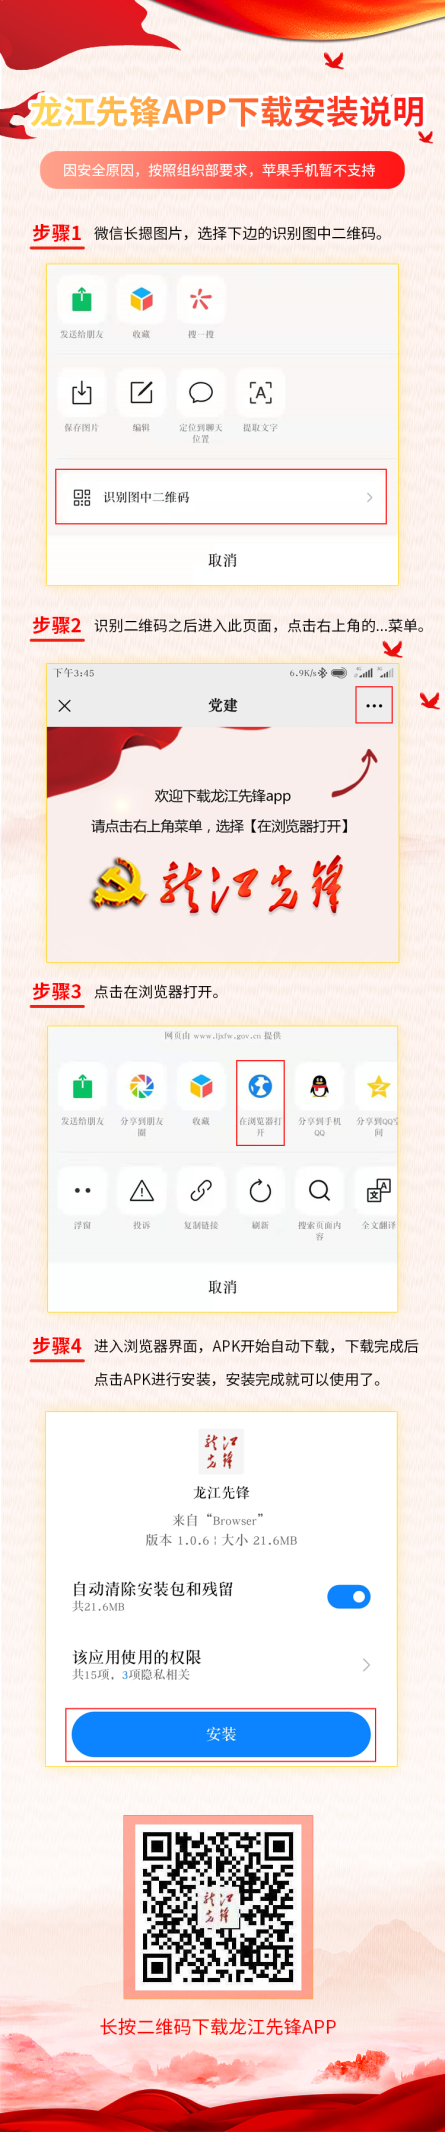 龙江先锋APP下载安装说明
因安全原因，按照组织部要求，苹果手机暂不支持
步骤1 微信长摁图片，选择下边的识别图中二维码。
发送给朋友 收藏 搜一搜
保存图片 编辑 定位到聊天 提取文字
位置
识别图中二维码
取消
步骤2 识别二维码之后进入此页面，点击右上角的...菜单。
下午3:45 6.9K/s
党建
欢迎下载龙江先锋app
请点击右上角菜单，选择【在浏览器打开】
龙江先锋
步骤3 点击在浏览器打开。
网页由 www.ljxfw.gov.cn 提供
发送给朋友 分享到朋友 收藏 在浏览器打 分享到手机 分享到QQ空
圈 开 QQ 间
浮窗 投诉 复制链接 刷新 搜索页面内 全文翻译
容
取消
步骤4 进入浏览器界面，APK开始自动下载，下载完成后
点击APK进行安装，安装完成就可以使用了。
龙江
先锋
龙江先锋
来自“Browser”
版本 1.0.6 | 大小 21.6MB
自动清除安装包和残留
共21.6MB
该应用使用的权限
共15项，3项隐私相关
安装
龙江
先锋
长按二维码下载龙江先锋APP